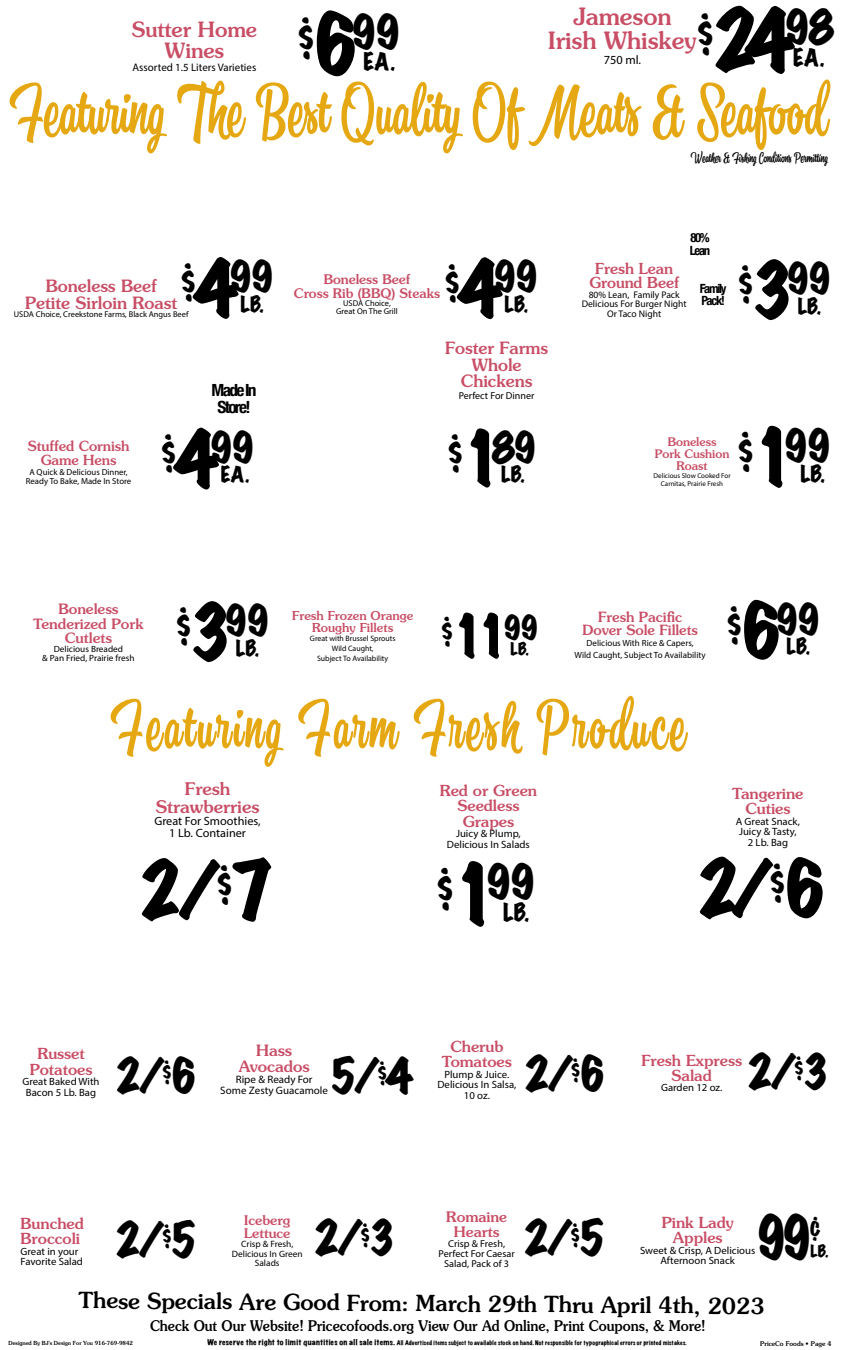 Sutter Home
Wines
Assorted 1.5 Liters Varieties
$6.99
EA.
Jameson
Irish Whiskey
750 ml.
$24.98
EA.
Featuring The Best Quality Of Meats & Seafood
Weather & Fishing Conditions Permitting
Boneless Beef
Petite Sirloin Roast
USDA Choice, Creekstone Farms, Black Angus Beef
$4.99
LB.
Boneless Beef
Cross Rib (BBQ) Steaks
USDA Choice,
Great On The Grill
$4.99
LB.
80%
Lean
Fresh Lean
Ground Beef
80% Lean, Family Pack
Delicious For Burger Night
Or Taco Night
Family
Pack!
$3.99
LB.
Made In
Store!
Stuffed Cornish
Game Hens
A Quick & Delicious Dinner,
Ready To Bake, Made In Store
$4.99
EA.
Foster Farms
Whole
Chickens
Perfect For Dinner
$1.89
LB.
Boneless
Pork Cushion
Roast
Delicious Slow Cooked For
Carnitas, Prairie Fresh
$1.99
LB.
Boneless
Tenderized Pork
Cutlets
Delicious Breaded
& Pan Fried, Prairie fresh
$3.99
LB.
Fresh Frozen Orange
Roughy Fillets
Great with Brussel Sprouts
Wild Caught,
Subject To Availability
$11.99
LB.
Fresh Pacific
Dover Sole Fillets
Delicious With Rice & Capers,
Wild Caught, Subject To Availability
$6.99
LB.
Featuring Farm Fresh Produce
Fresh
Strawberries
Great For Smoothies,
1 Lb. Container
2/$7
Red or Green
Seedless
Grapes
Juicy & Plump,
Delicious In Salads
$1.99
LB.
Tangerine
Cuties
A Great Snack,
Juicy & Tasty,
2 Lb. Bag
2/$6
Russet
Potatoes
Great Baked With
Bacon 5 Lb. Bag
2/$6
Hass
Avocados
Ripe & Ready For
Some Zesty Guacamole
5/$4
Cherub
Tomatoes
Plump & Juice.
Delicious In Salsa,
10 oz.
2/$6
Fresh Express
Salad
Garden 12 oz.
2/$3
Bunched
Broccoli
Great in your
Favorite Salad
2/$5
Iceberg
Lettuce
Crisp & Fresh,
Delicious In Green
Salads
2/$3
Romaine
Hearts
Crisp & Fresh,
Perfect For Caesar
Salad, Pack of 3
2/$5
Pink Lady
Apples
Sweet & Crisp, A Delicious
Afternoon Snack
99¢
LB.
These Specials Are Good From: March 29th Thru April 4th, 2023
Check Out Our Website! Pricecofoods.org View Our Ad Online, Print Coupons, & More!
Designed By BJ's Design For You 916-769-9842
We reserve the right to limit quantities on all sale items. All Advertised items subject to available stock on hand. Not responsible for typographical errors or printed mistakes.
PriceCo Foods • Page 4